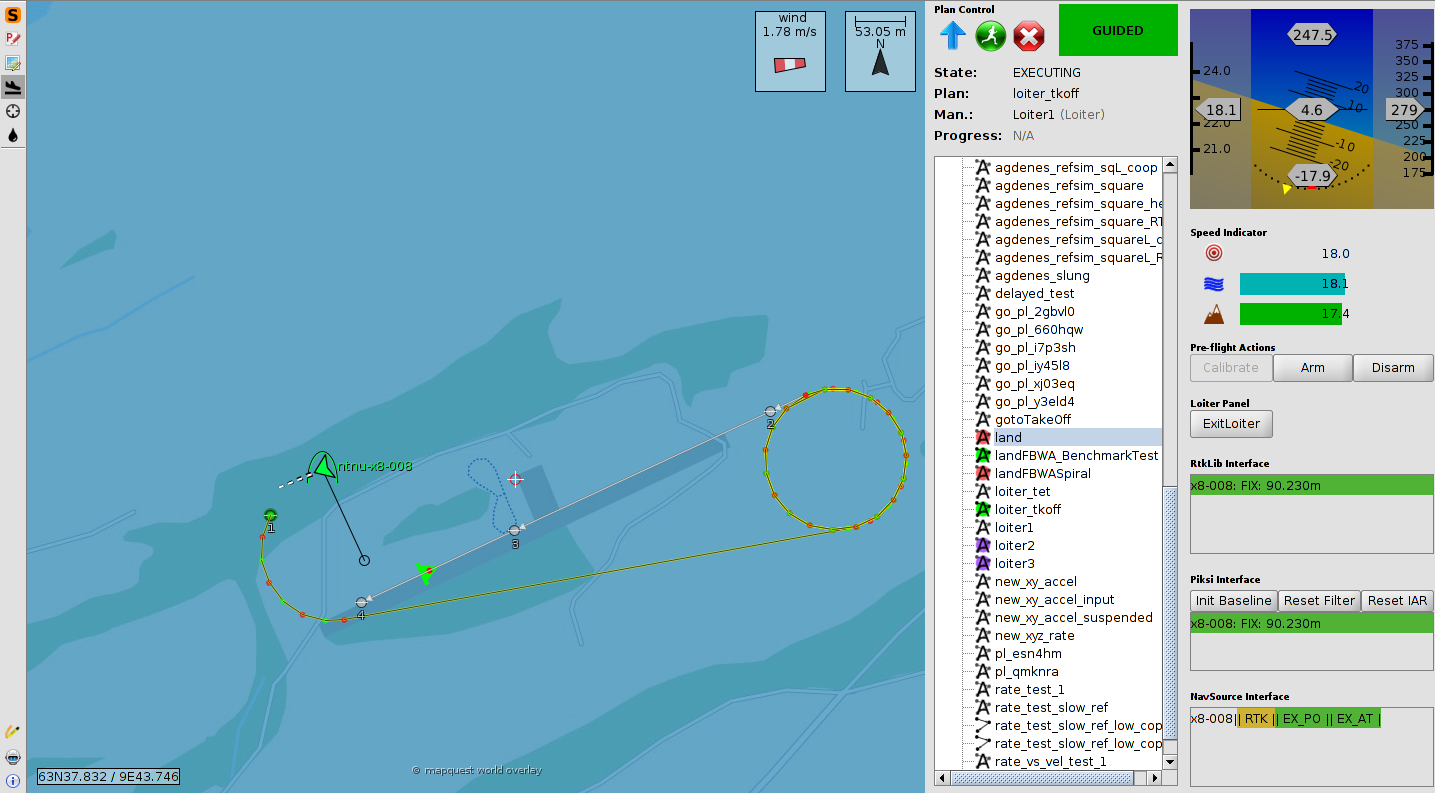 wind
1.78 m/s
53.05 m
N
ntnu-x8-008
1
2
3
4
63N37.832 / 9E43.746
© mapquest world overlay
Plan Control
GUIDED
State: EXECUTING
Plan: loiter_tkoff
Man.: Loiter1 (Loiter)
Progress: N/A
agdenes_refsim_sqL_coop
agdenes_refsim_square
agdenes_refsim_square_he
agdenes_refsim_square_RT
agdenes_refsim_squareL_c
agdenes_refsim_squareL_R
agdenes_slung
delayed_test
go_pl_2gbvl0
go_pl_660hqw
go_pl_i7p3sh
go_pl_iy45l8
go_pl_xj03eq
go_pl_y3eld4
gotoTakeOff
land
landFBWA_BenchmarkTest
landFBWASpiral
loiter_tet
loiter_tkoff
loiter1
loiter2
loiter3
new_xy_accel
new_xy_accel_input
new_xy_accel_suspended
new_xyz_rate
pl_esn4hm
pl_qmknra
rate_test_1
rate_test_slow_ref
rate_test_slow_ref_low_cop
rate_test_slow_ref_low_cop
rate_vs_vel_test_1
247.5
24.0
18.1
22.0
21.0
4.6
20
10
-10
-20
-17.9
375
350
325
300
279
250
225
200
175
Speed Indicator
18.0
18.1
17.4
Pre-flight Actions
Calibrate Arm Disarm
Loiter Panel
ExitLoiter
RtkLib Interface
x8-008: FIX: 90.230m
Piksi Interface
Init Baseline Reset Filter Reset IAR
x8-008: FIX: 90.230m
NavSource Interface
x8-008|| RTK || EX_PO || EX_AT |